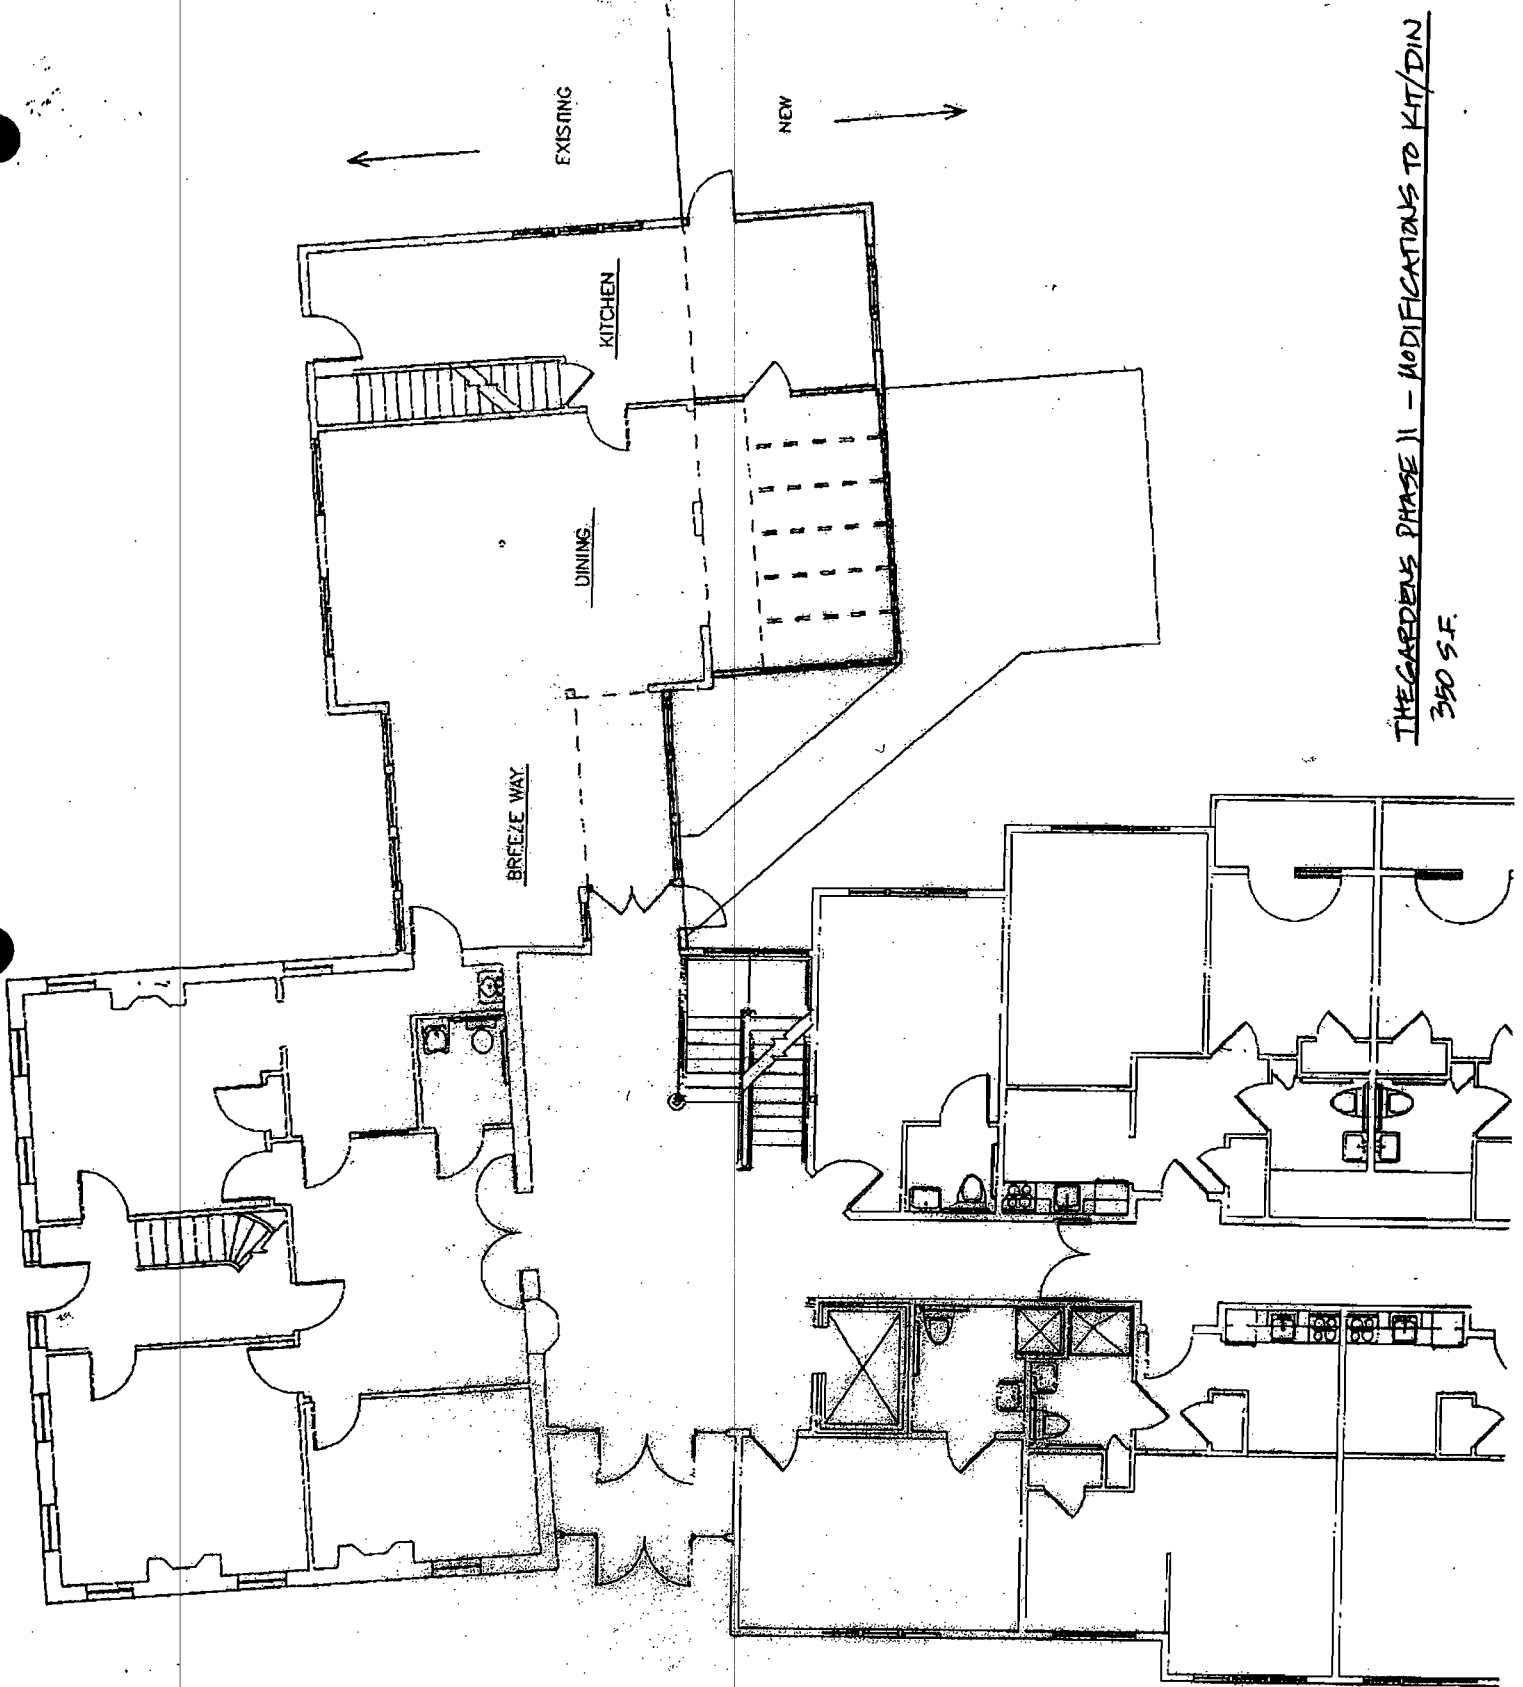 EXISTING
NEW
KITCHEN
DINING
BREEZE WAY
THE GARDENS PHASE II - MODIFICATIONS TO KIT/DIN
350 S.F.